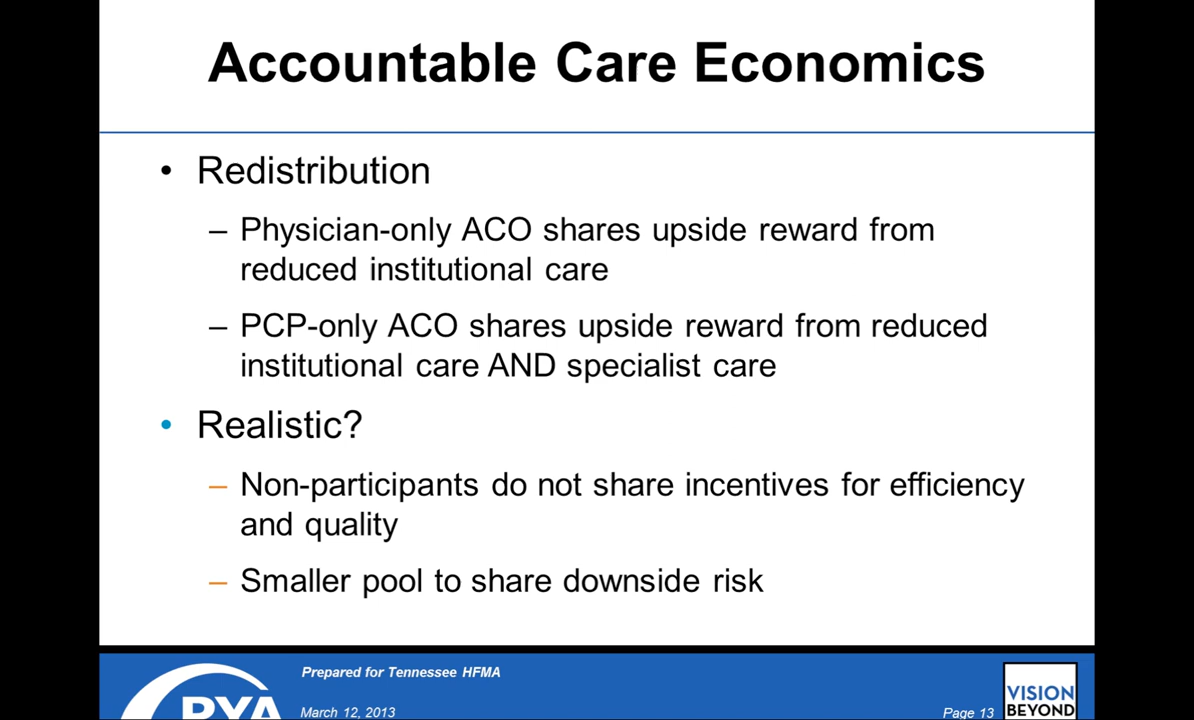 Accountable Care Economics
• Redistribution
– Physician-only ACO shares upside reward from
reduced institutional care
– PCP-only ACO shares upside reward from reduced
institutional care AND specialist care
• Realistic?
– Non-participants do not share incentives for efficiency
and quality
– Smaller pool to share downside risk
Prepared for Tennessee HFMA
March 12, 2013
Page 13
PYA
VISION
BEYOND